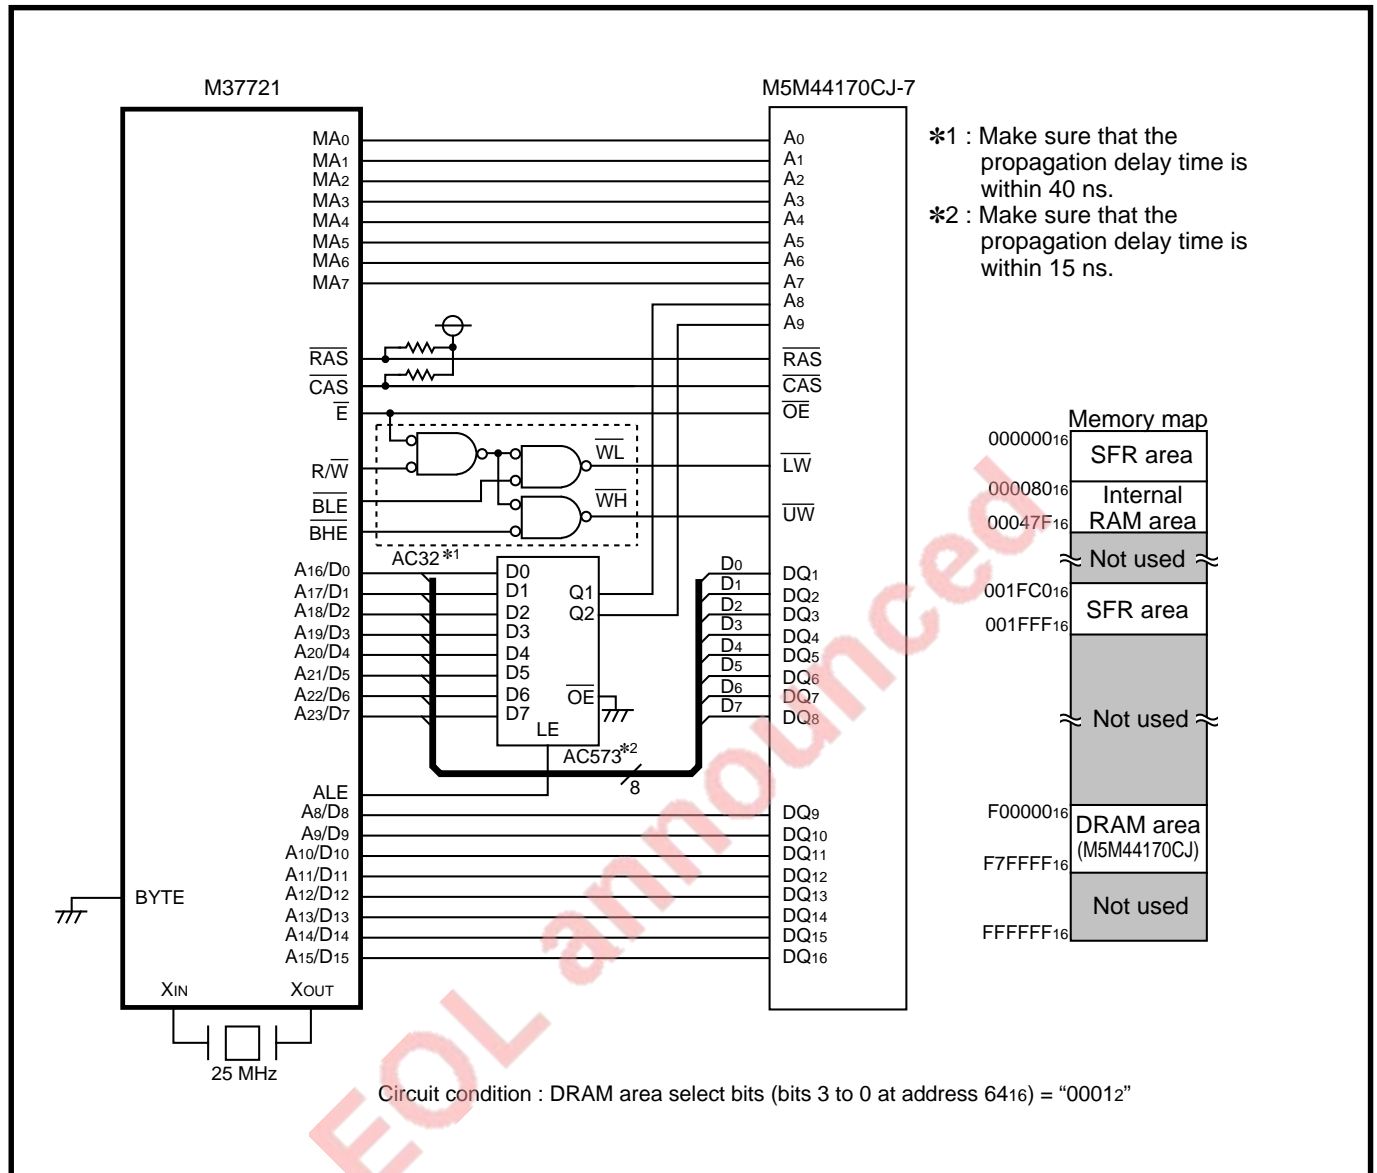 M37721
M5M44170CJ-7
MA0
MA1
MA2
MA3
MA4
MA5
MA6
MA7
RAS
CAS
E
R/W
BLE
BHE
A16/D0
A17/D1
A18/D2
A19/D3
A20/D4
A21/D5
A22/D6
A23/D7
ALE
A8/D8
A9/D9
A10/D10
A11/D11
A12/D12
A13/D13
A14/D14
A15/D15
BYTE
XIN
XOUT
25 MHz
WL
WH
AC32✻1
D0
D1
D2
D3
D4
D5
D6
D7
Q1
Q2
OE
LE
AC573✻2
8
D0
D1
D2
D3
D4
D5
D6
D7
A0
A1
A2
A3
A4
A5
A6
A7
A8
A9
RAS
CAS
OE
LW
UW
DQ1
DQ2
DQ3
DQ4
DQ5
DQ6
DQ7
DQ8
DQ9
DQ10
DQ11
DQ12
DQ13
DQ14
DQ15
DQ16
✻1 : Make sure that the
propagation delay time is
within 40 ns.
✻2 : Make sure that the
propagation delay time is
within 15 ns.
Memory map
00000016
SFR area
00008016
Internal
RAM area
00047F16
Not used
001FC016
SFR area
001FFF16
Not used
F0000016
DRAM area
(M5M44170CJ)
F7FFFF16
Not used
FFFFFF16
Circuit condition : DRAM area select bits (bits 3 to 0 at address 6416) = “00012”
EOL announced